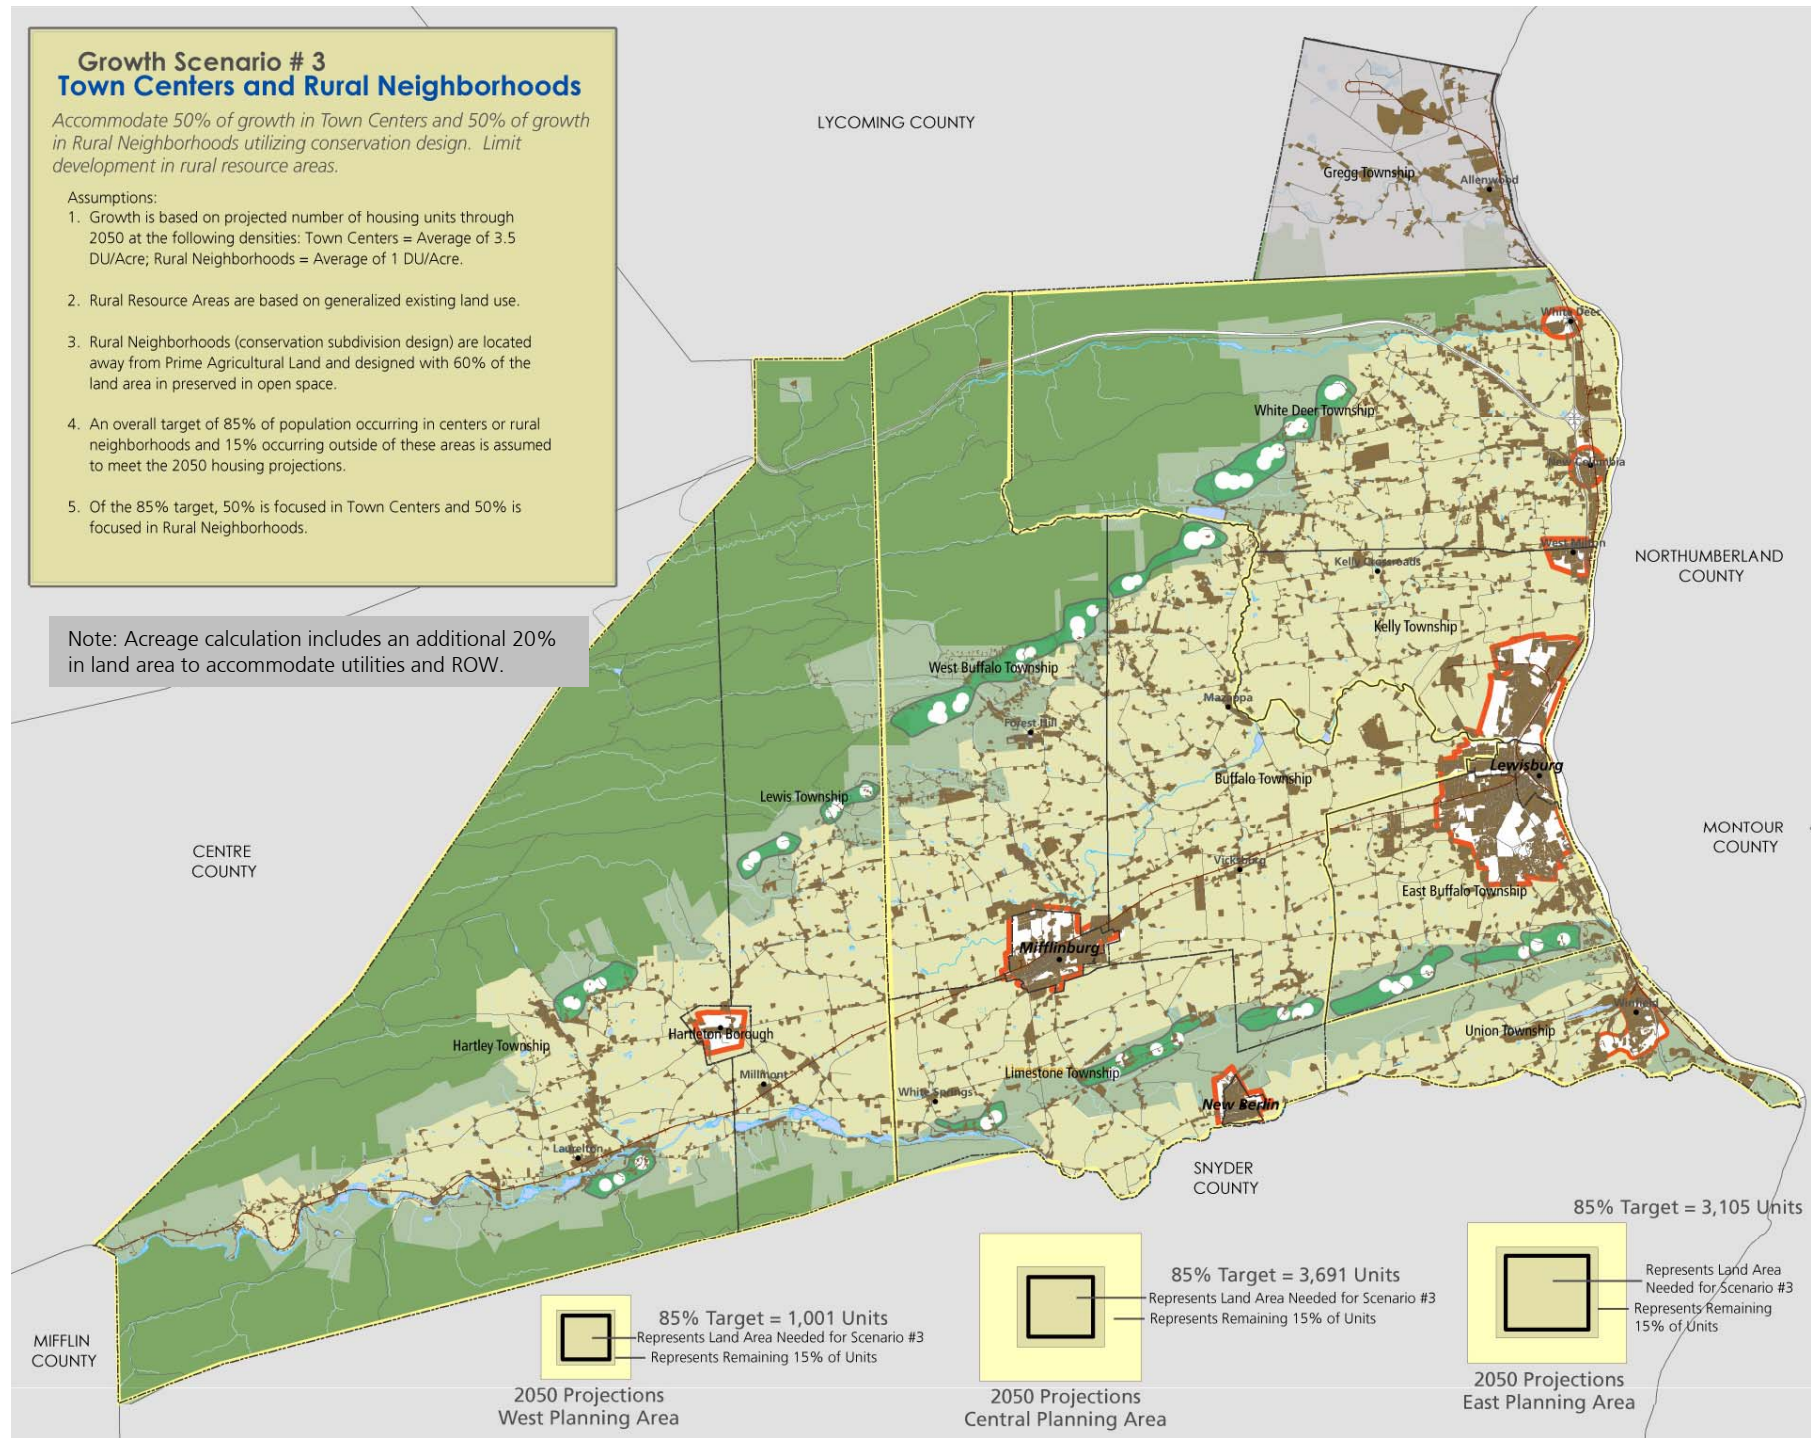 Growth Scenario # 3
Town Centers and Rural Neighborhoods
Accommodate 50% of growth in Town Centers and 50% of growth
in Rural Neighborhoods utilizing conservation design. Limit
development in rural resource areas.
Assumptions:
1. Growth is based on projected number of housing units through
2050 at the following densities: Town Centers = Average of 3.5
DU/Acre; Rural Neighborhoods = Average of 1 DU/Acre.
2. Rural Resource Areas are based on generalized existing land use.
3. Rural Neighborhoods (conservation subdivision design) are located
away from Prime Agricultural Land and designed with 60% of the
land area in preserved in open space.
4. An overall target of 85% of population occurring in centers or rural
neighborhoods and 15% occurring outside of these areas is assumed
to meet the 2050 housing projections.
5. Of the 85% target, 50% is focused in Town Centers and 50% is
focused in Rural Neighborhoods.
Note: Acreage calculation includes an additional 20%
in land area to accommodate utilities and ROW.
LYCOMING COUNTY
Gregg Township
Allenwood
White Deer
White Deer Township
New Columbia
West Milton
NORTHUMBERLAND
COUNTY
Kelly Crossroads
Kelly Township
West Buffalo Township
Mazeppa
Forest Hill
Lewisburg
Buffalo Township
Lewis Township
MONTOUR
COUNTY
CENTRE
COUNTY
Vicksburg
East Buffalo Township
Mifflinburg
Winfield
Hartleton Borough
Union Township
Hartley Township
Limestone Township
Millmont
White Springs
New Berlin
Laurelton
SNYDER
COUNTY
MIFFLIN
COUNTY
85% Target = 1,001 Units
Represents Land Area Needed for Scenario #3
Represents Remaining 15% of Units
2050 Projections
West Planning Area
85% Target = 3,691 Units
Represents Land Area Needed for Scenario #3
Represents Remaining 15% of Units
2050 Projections
Central Planning Area
85% Target = 3,105 Units
Represents Land Area
Needed for Scenario #3
Represents Remaining
15% of Units
2050 Projections
East Planning Area